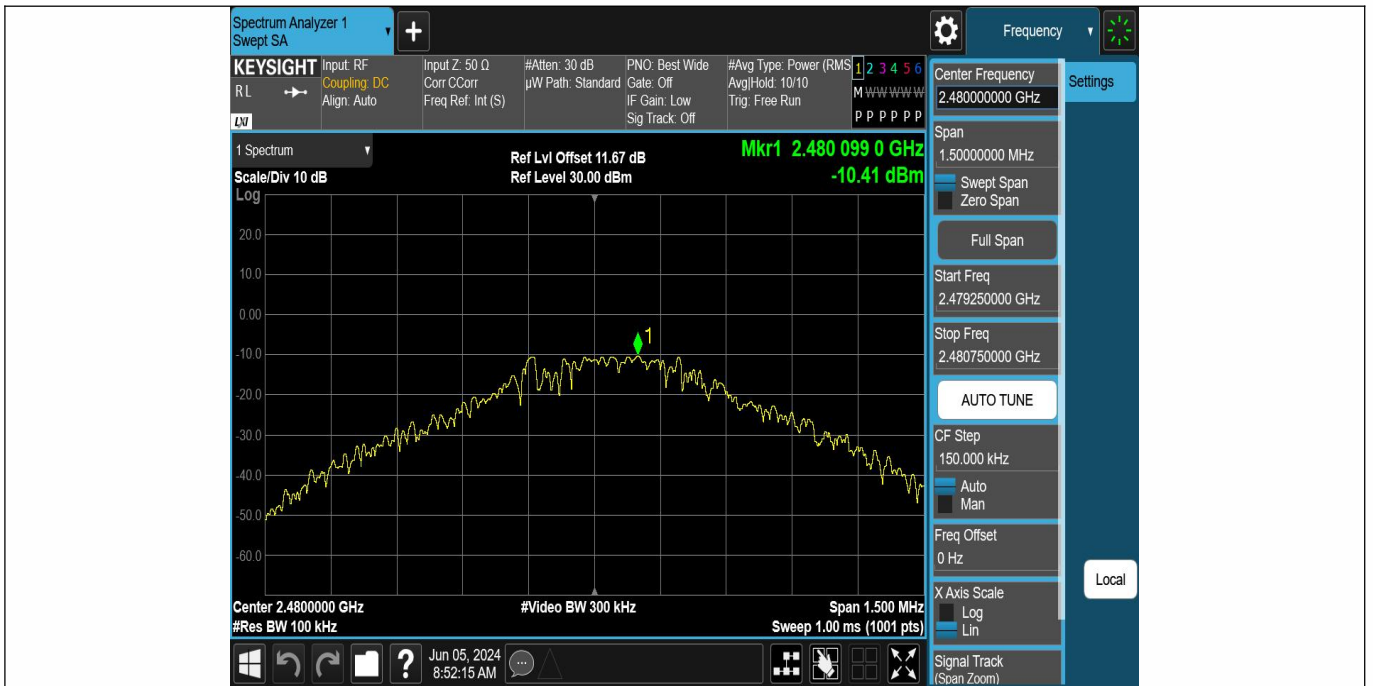 Spectrum Analyzer 1
Swept SA
+
Frequency
KEYSIGHT
RL
LXI
Input: RF
Coupling: DC
Align: Auto
Input Z: 50 Ω
Corr CCorr
Freq Ref: Int (S)
#Atten: 30 dB
µW Path: Standard
PNO: Best Wide
Gate: Off
IF Gain: Low
Sig Track: Off
#Avg Type: Power (RMS
Avg|Hold: 10/10
Trig: Free Run
1 2 3 4 5 6
M W W W W W
P P P P P P
1 Spectrum
Scale/Div 10 dB
Log
Ref Lvl Offset 11.67 dB
Ref Level 30.00 dBm
Mkr1 2.480 099 0 GHz
-10.41 dBm
20.0
10.0
0.00
-10.0
-20.0
-30.0
-40.0
-50.0
-60.0
1
Center 2.4800000 GHz
#Res BW 100 kHz
#Video BW 300 kHz
Span 1.500 MHz
Sweep 1.00 ms (1001 pts)
Center Frequency
2.480000000 GHz
Settings
Span
1.50000000 MHz
Swept Span
Zero Span
Full Span
Start Freq
2.479250000 GHz
Stop Freq
2.480750000 GHz
AUTO TUNE
CF Step
150.000 kHz
Auto
Man
Freq Offset
0 Hz
Local
X Axis Scale
Log
Lin
Signal Track
(Span Zoom)
?
Jun 05, 2024
8:52:15 AM